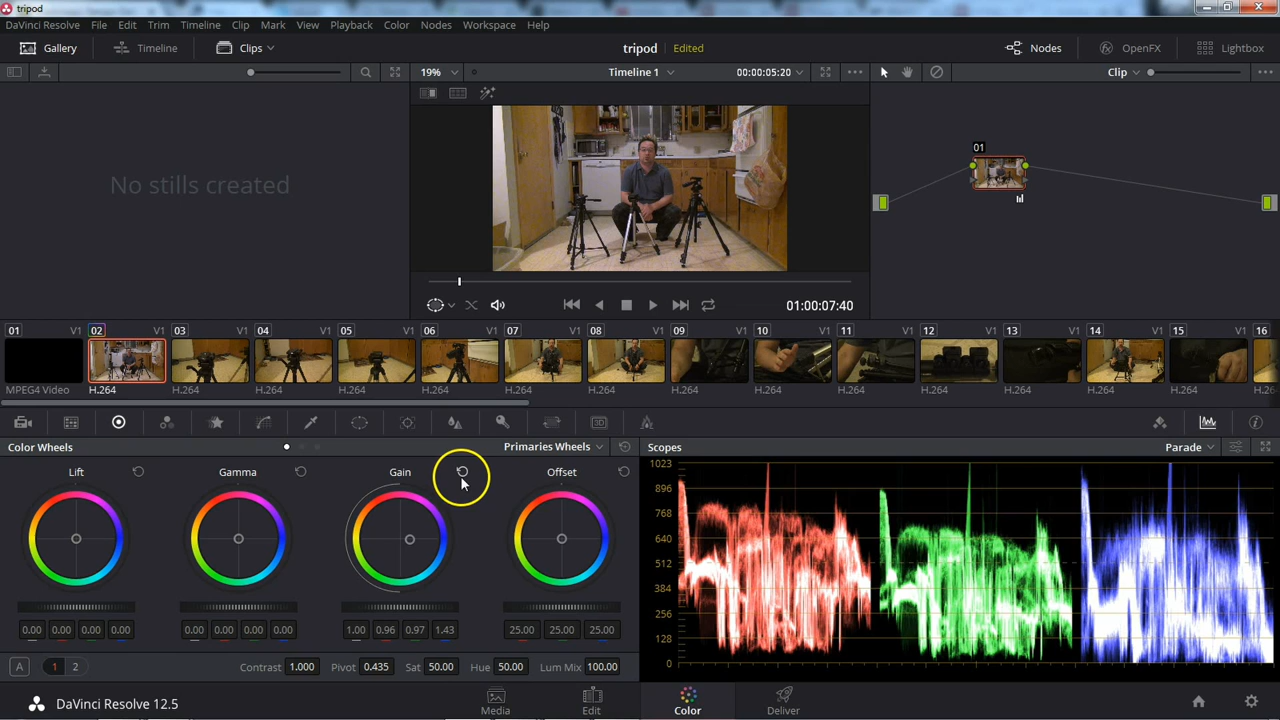 tripod
DaVinci Resolve File Edit Trim Timeline Clip Mark View Playback Color Nodes Workspace Help
Gallery Timeline Clips tripod Edited Nodes OpenFX Lightbox
19% Timeline 1 00:00:05:20 Clip
No stills created
01
01:00:07:40
01 V1 02 V1 03 V1 04 V1 05 V1 06 V1 07 V1 08 V1 09 V1 10 V1 11 V1 12 V1 13 V1 14 V1 15 V1 16
MPEG4 Video H.264 H.264 H.264 H.264 H.264 H.264 H.264 H.264 H.264 H.264 H.264 H.264 H.264 H.264
3D
Color Wheels Primaries Wheels Scopes Parade
Lift Gamma Gain Offset
1023
896
768
640
512
384
256
128
0
0.00 0.00 0.00 0.00 0.00 0.00 0.00 0.00 1.00 0.96 0.97 1.43 25.00 25.00 25.00
A 1 2 Contrast 1.000 Pivot 0.435 Sat 50.00 Hue 50.00 Lum Mix 100.00
DaVinci Resolve 12.5 Media Edit Color Deliver